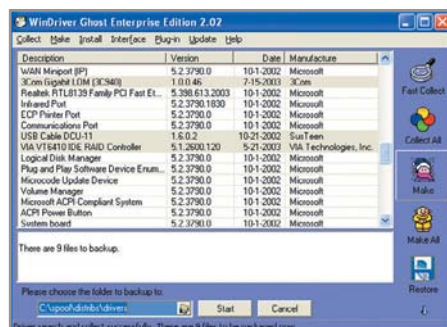 WinDriver Ghost Enterprise Edition 2.02
Collect Make Install Interface Plug-in Update Help
Description Version Date Manufacture
WAN Miniport (IP) 5.2.3790.0 10-1-2002 Microsoft
3Com Gigabit LOM (3C940) 1.0.0.46 7-15-2003 3Com
Realtek RTL8139 Family PCI Fast Et... 5.398.613.2003 Microsoft
Infrared Port 5.2.3790.1830 10-1-2002 Microsoft
ECP Printer Port 5.2.3790.0 10-1-2002 Microsoft
Communications Port 5.2.3790.0 10-1-2002 Microsoft
USB Cable DCU-11 1.6.0.2 10-21-2002 SusTeen
VIA VT6410 IDE RAID Controller 5.1.2600.120 5-21-2003 VIA Technologies, Inc.
Logical Disk Manager 5.2.3790.0 10-1-2002 Microsoft
Plug and Play Software Device Enum... 5.2.3790.0 10-1-2002 Microsoft
Microcode Update Device 5.2.3790.0 10-1-2002 Microsoft
Volume Manager 5.2.3790.0 10-1-2002 Microsoft
Microsoft ACPI-Compliant System 5.2.3790.0 10-1-2002 Microsoft
ACPI Power Button 5.2.3790.0 10-1-2002 Microsoft
System board 5.2.3790.0 10-1-2002 Microsoft
There are 9 files to backup.
Please choose the folder to backup to:
C:\spool\distribs\drivers Start Cancel
Fast Collect
Collect All
Make
Make All
Restore